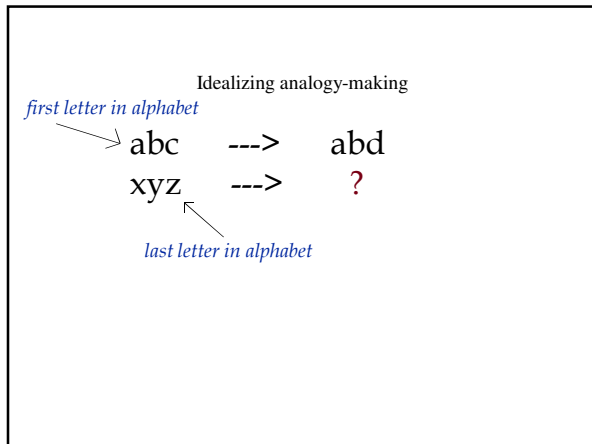 Idealizing analogy-making
first letter in alphabet
abc ---> abd
xyz ---> ?
last letter in alphabet